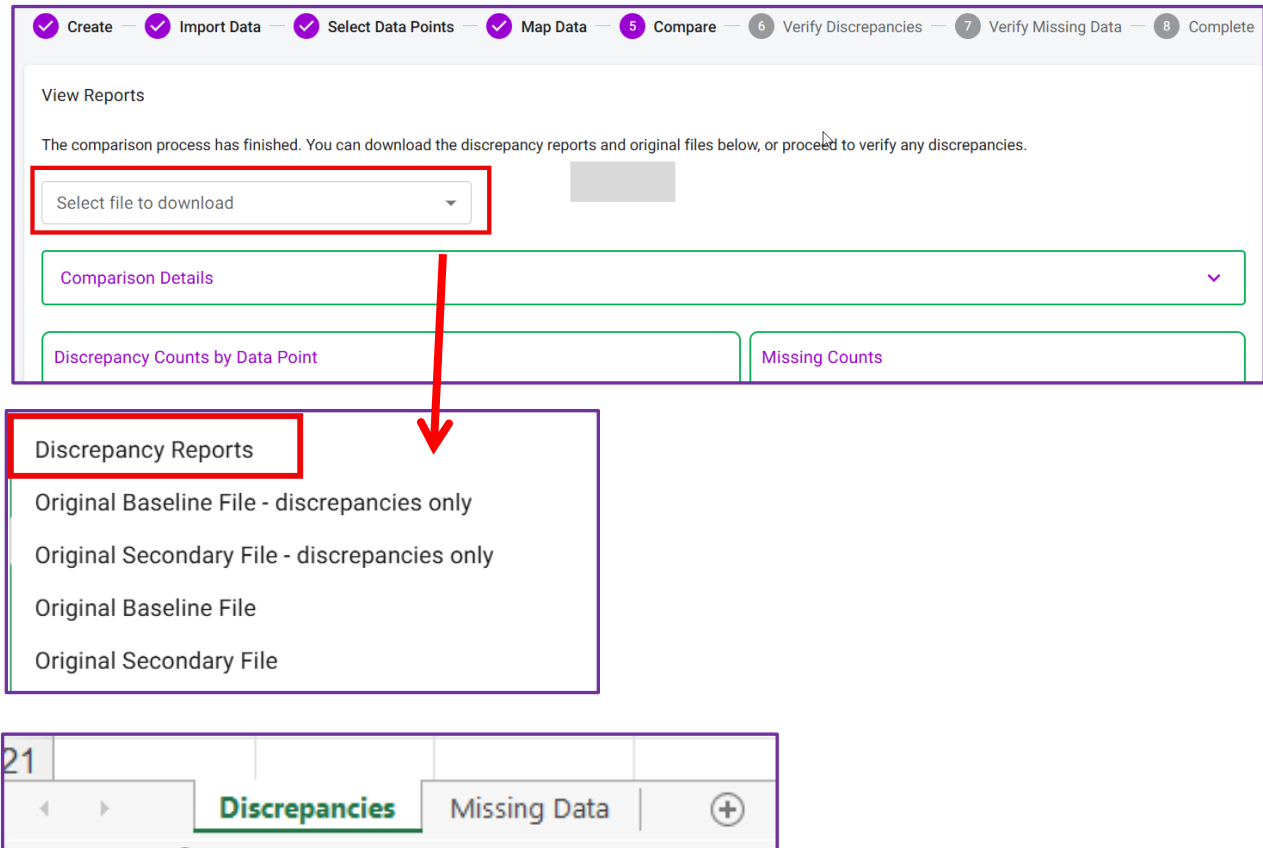 Create Import Data Select Data Points Map Data 5 Compare 6 Verify Discrepancies 7 Verify Missing Data 8 Complete
View Reports
The comparison process has finished. You can download the discrepancy reports and original files below, or proceed to verify any discrepancies.
Select file to download
Comparison Details
Discrepancy Counts by Data Point Missing Counts
Discrepancy Reports
Original Baseline File - discrepancies only
Original Secondary File - discrepancies only
Original Baseline File
Original Secondary File
21
Discrepancies Missing Data